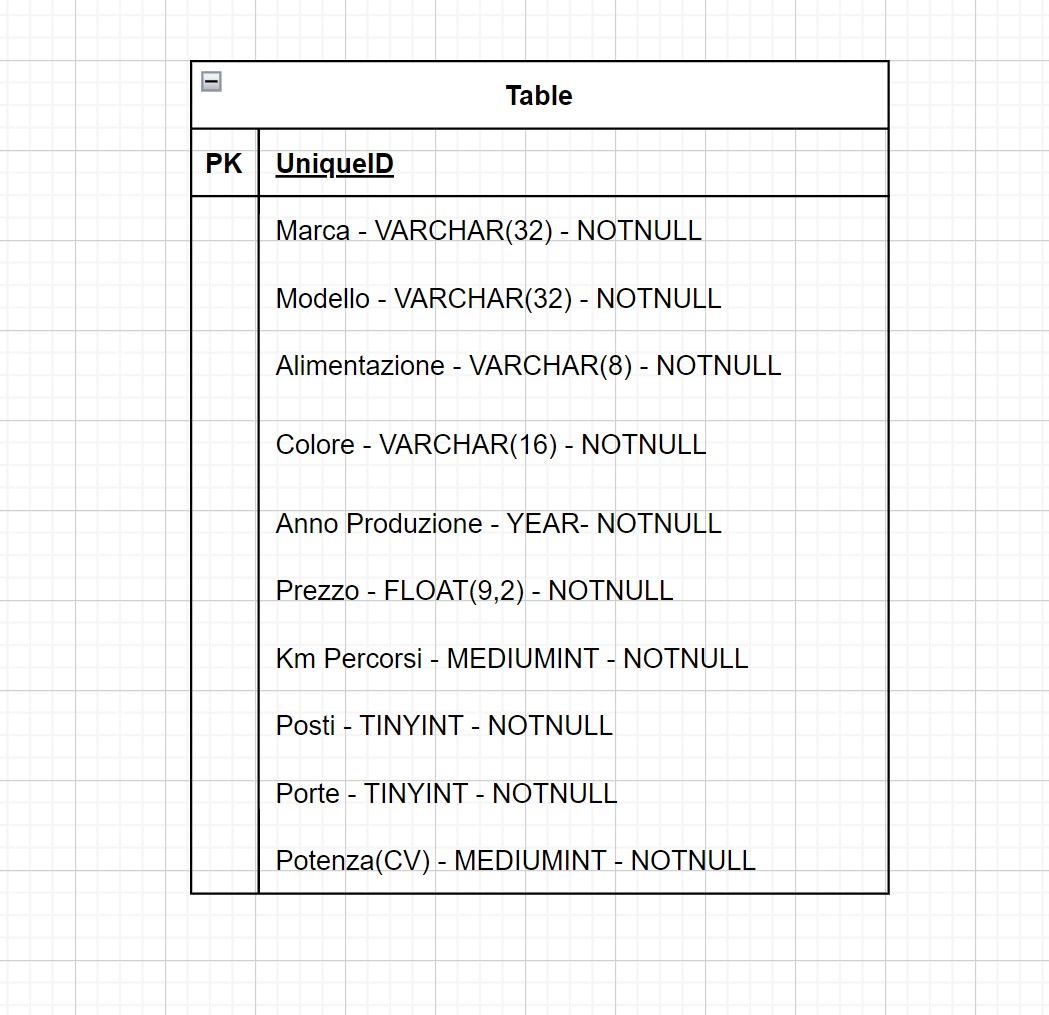 Table
PK UniqueID
Marca - VARCHAR(32) - NOTNULL
Modello - VARCHAR(32) - NOTNULL
Alimentazione - VARCHAR(8) - NOTNULL
Colore - VARCHAR(16) - NOTNULL
Anno Produzione - YEAR- NOTNULL
Prezzo - FLOAT(9,2) - NOTNULL
Km Percorsi - MEDIUMINT - NOTNULL
Posti - TINYINT - NOTNULL
Porte - TINYINT - NOTNULL
Potenza(CV) - MEDIUMINT - NOTNULL